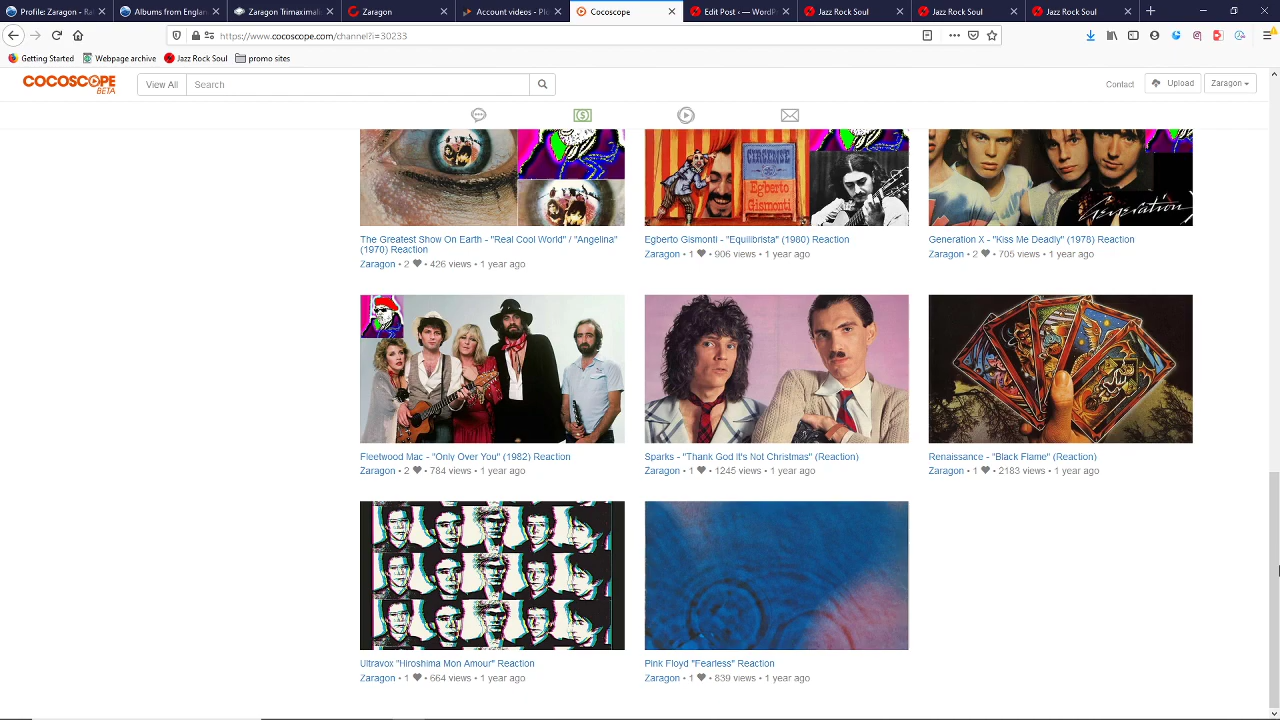 Profile: Zaragon - Ra
Albums from Englan
Zaragon Trimaximali
Zaragon
Account videos - Pl
Cocoscope
Edit Post ‹ — WordP
Jazz Rock Soul
Jazz Rock Soul
Jazz Rock Soul
https://www.cocoscope.com/channel?i=30233
Getting Started
Webpage archive
Jazz Rock Soul
promo sites
COCOSCOPE
BETA
View All
Search
Contact
Upload
Zaragon
CIRCENSE
Egberto
Gismonti
Generation
The Greatest Show On Earth - "Real Cool World" / "Angelina"
(1970) Reaction
Zaragon • 2 ❤ • 426 views • 1 year ago
Egberto Gismonti - "Equilibrista" (1980) Reaction
Zaragon • 1 ❤ • 906 views • 1 year ago
Generation X - "Kiss Me Deadly" (1978) Reaction
Zaragon • 2 ❤ • 705 views • 1 year ago
Fleetwood Mac - "Only Over You" (1982) Reaction
Zaragon • 2 ❤ • 784 views • 1 year ago
Sparks - "Thank God It's Not Christmas" (Reaction)
Zaragon • 1 ❤ • 1245 views • 1 year ago
Renaissance - "Black Flame" (Reaction)
Zaragon • 1 ❤ • 2183 views • 1 year ago
Ultravox "Hiroshima Mon Amour" Reaction
Zaragon • 1 ❤ • 664 views • 1 year ago
Pink Floyd "Fearless" Reaction
Zaragon • 1 ❤ • 839 views • 1 year ago